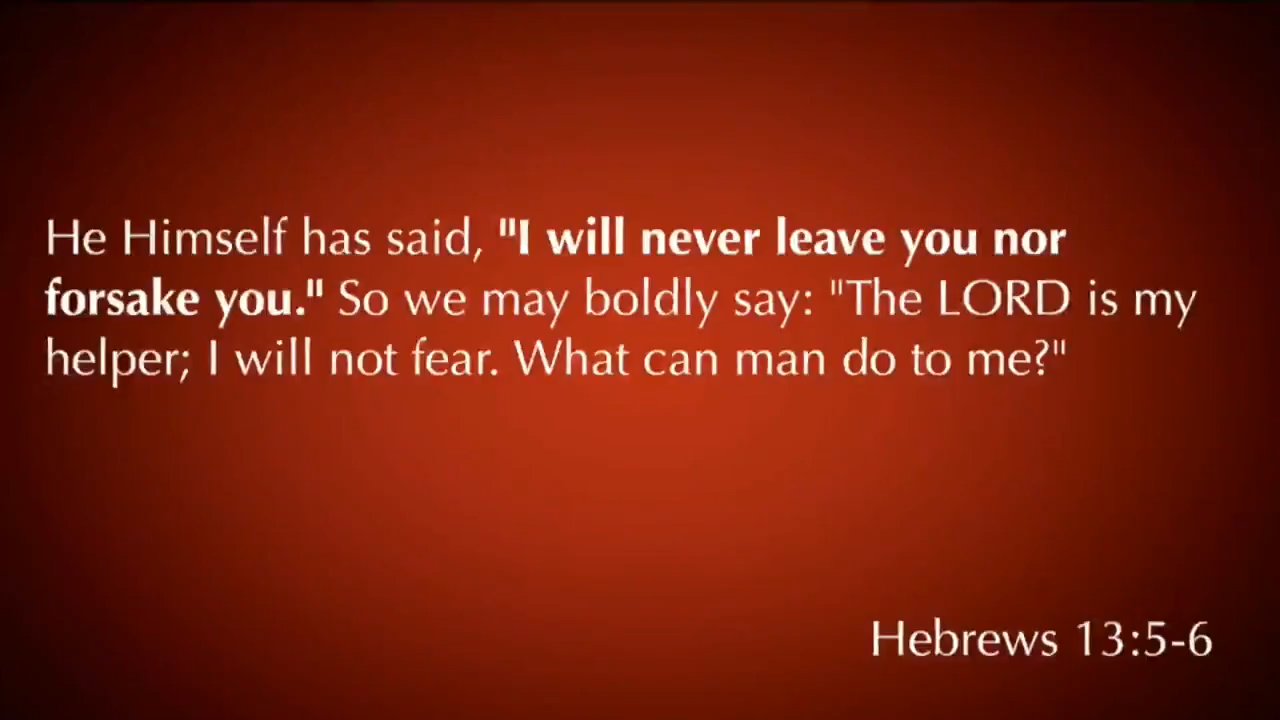 He Himself has said, "I will never leave you nor
forsake you." So we may boldly say: "The LORD is my
helper; I will not fear. What can man do to me?"
Hebrews 13:5-6